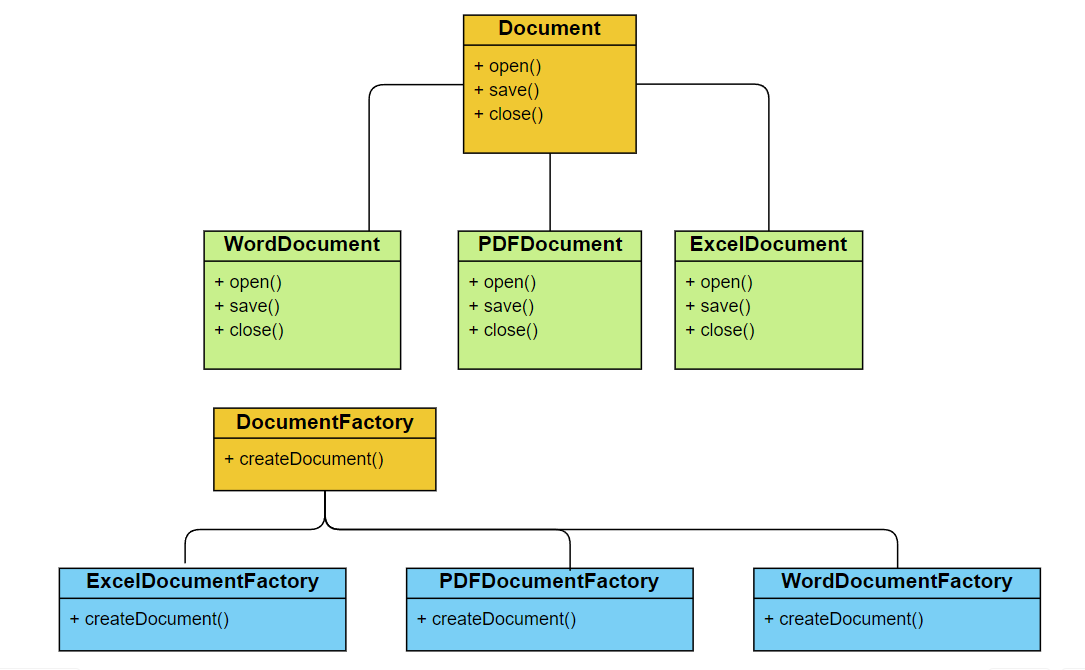 Document
+ open()
+ save()
+ close()
WordDocument
+ open()
+ save()
+ close()
PDFDocument
+ open()
+ save()
+ close()
ExcelDocument
+ open()
+ save()
+ close()
DocumentFactory
+ createDocument()
ExcelDocumentFactory
+ createDocument()
PDFDocumentFactory
+ createDocument()
WordDocumentFactory
+ createDocument()